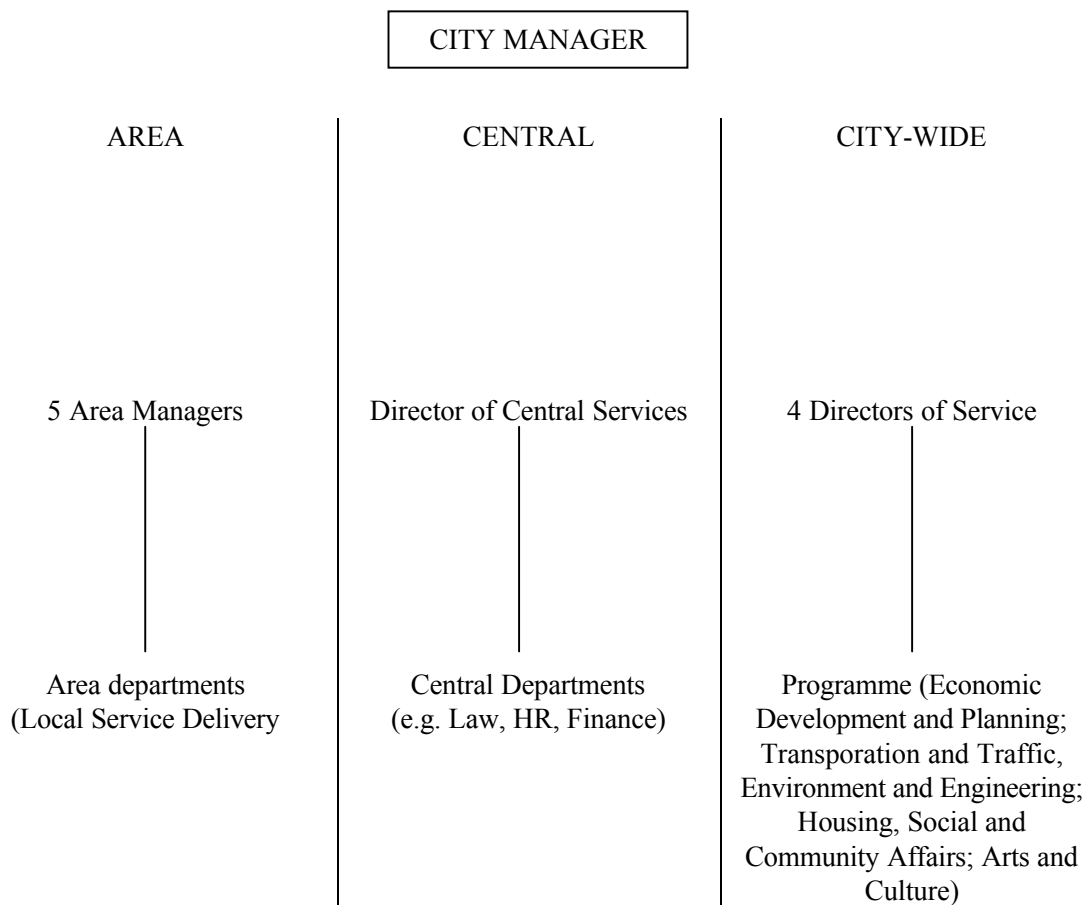 CITY MANAGER
AREA
CENTRAL
CITY-WIDE
5 Area Managers
Director of Central Services
4 Directors of Service
Area departments
(Local Service Delivery
Central Departments
(e.g. Law, HR, Finance)
Programme (Economic
Development and Planning;
Transporation and Traffic,
Environment and Engineering;
Housing, Social and
Community Affairs; Arts and
Culture)